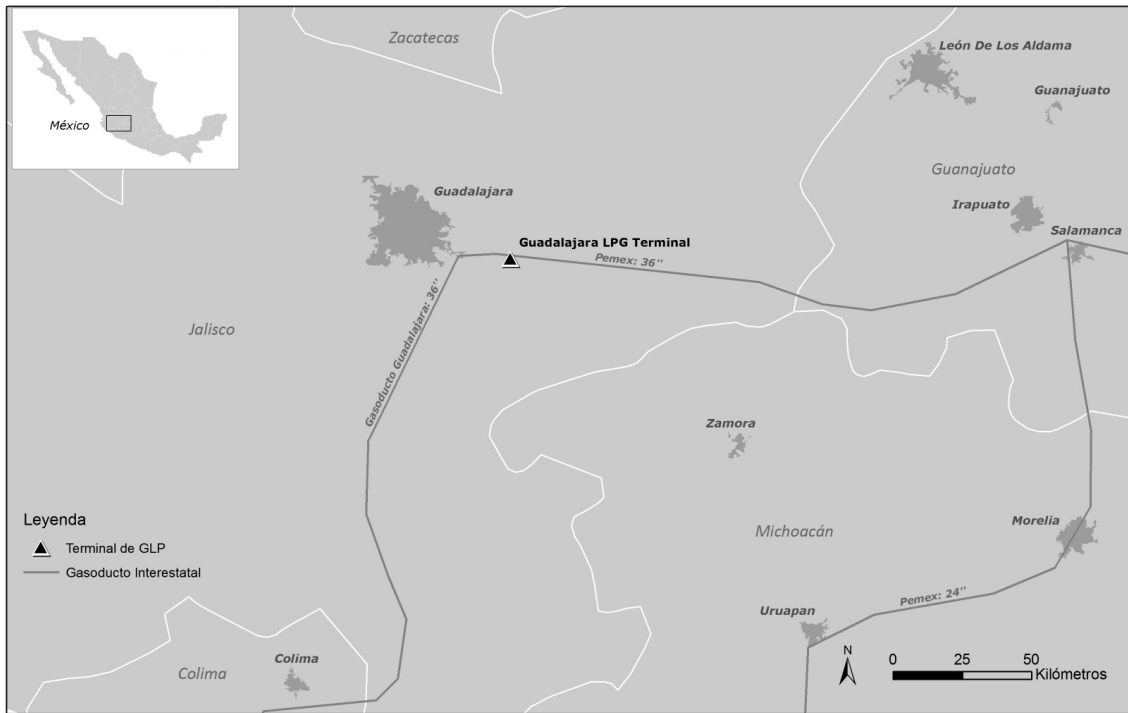 Zacatecas
León De Los Aldama
Guanajuato
México
Guanajuato
Guadalajara
Irapuato
Salamanca
Guadalajara LPG Terminal
Pemex: 36"
Gasoducto Guadalajara: 36"
Jalisco
Zamora
Leyenda
Terminal de GLP
Gasoducto Interestatal
Michoacán
Morelia
Pemex: 24"
Uruapan
N
Colima
Colima
0 25 50
Kilómetros